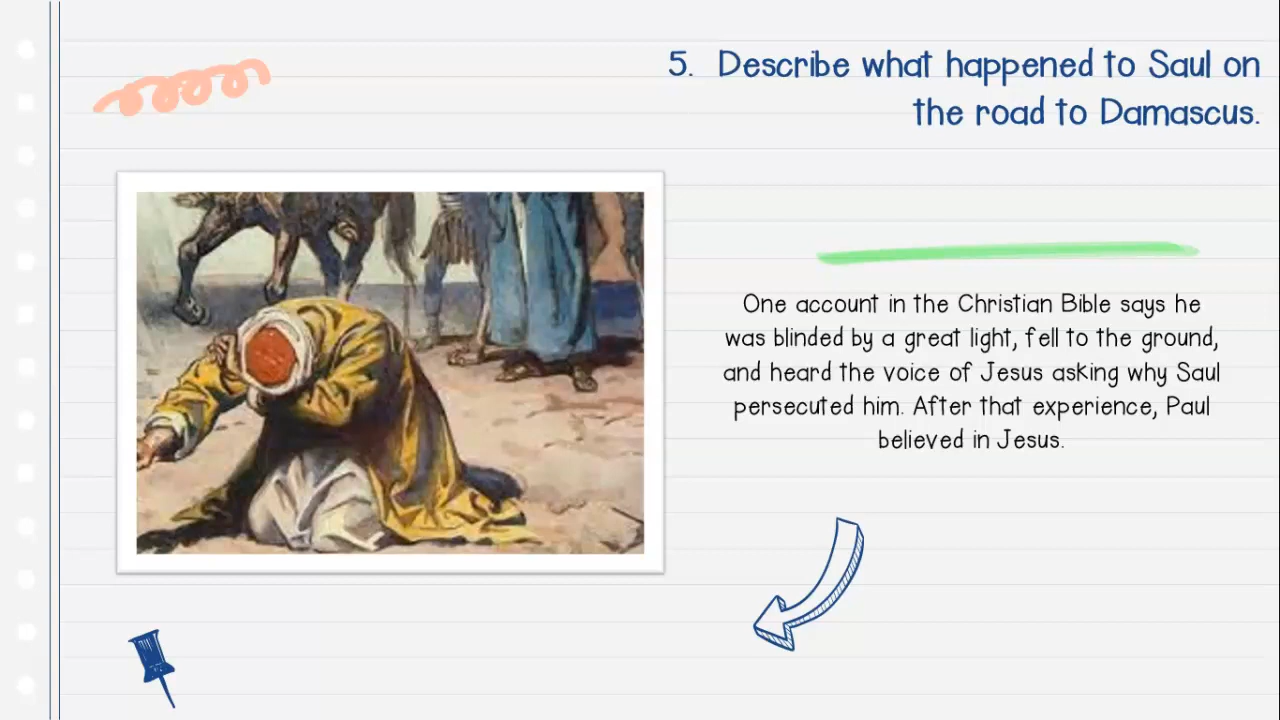 5. Describe what happened to Saul on
the road to Damascus.
One account in the Christian Bible says he
was blinded by a great light, fell to the ground,
and heard the voice of Jesus asking why Saul
persecuted him. After that experience, Paul
believed in Jesus.